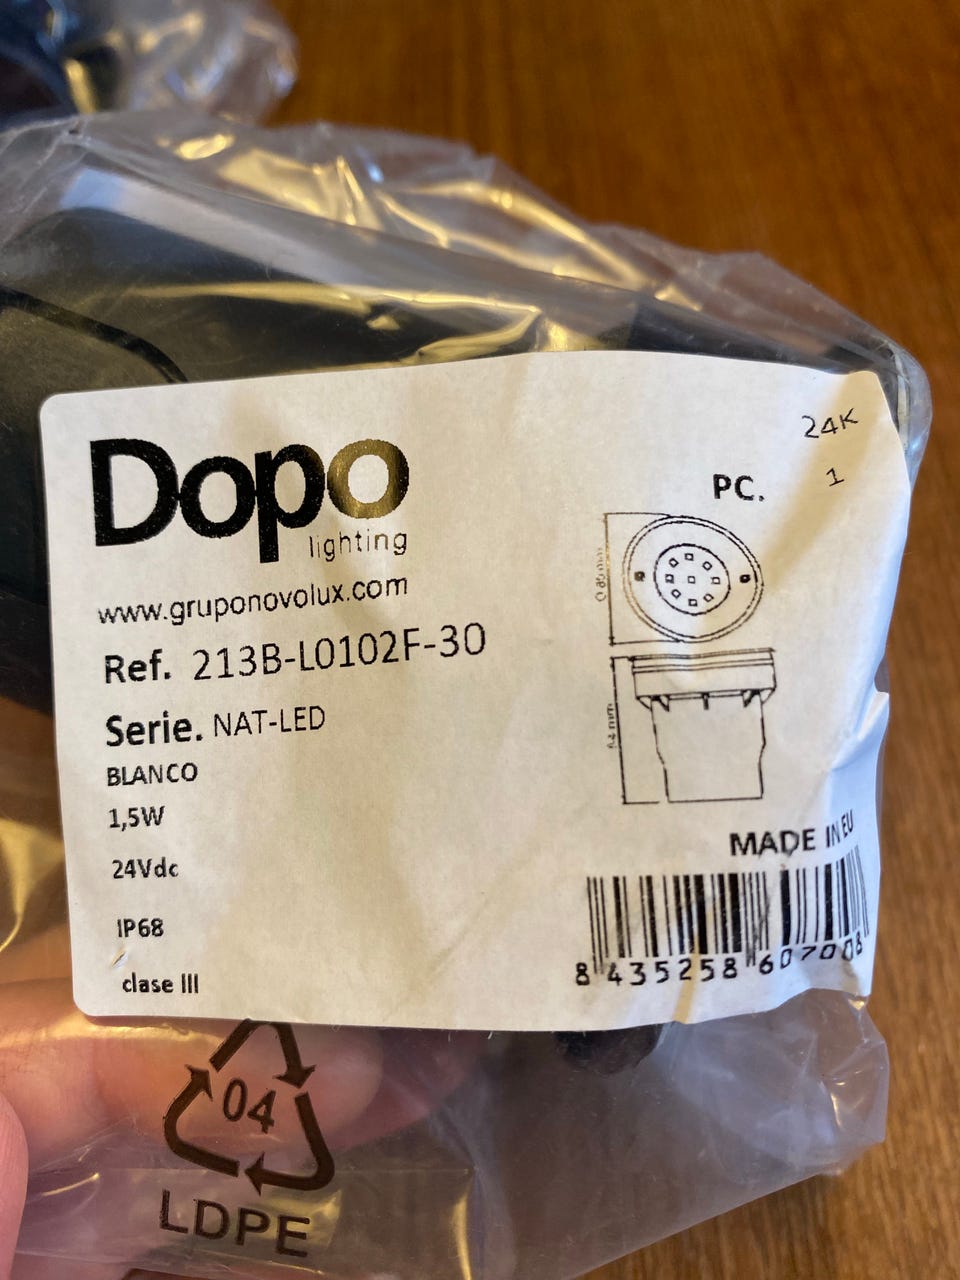 Dopo
lighting
www.gruponovolux.com
Ref. 213B-L0102F-30
Serie. NAT-LED
BLANCO
1,5W
24Vdc
IP68
clase III
24K
PC. 1
MADE IN EU
8 435258 607008
04
LDPE